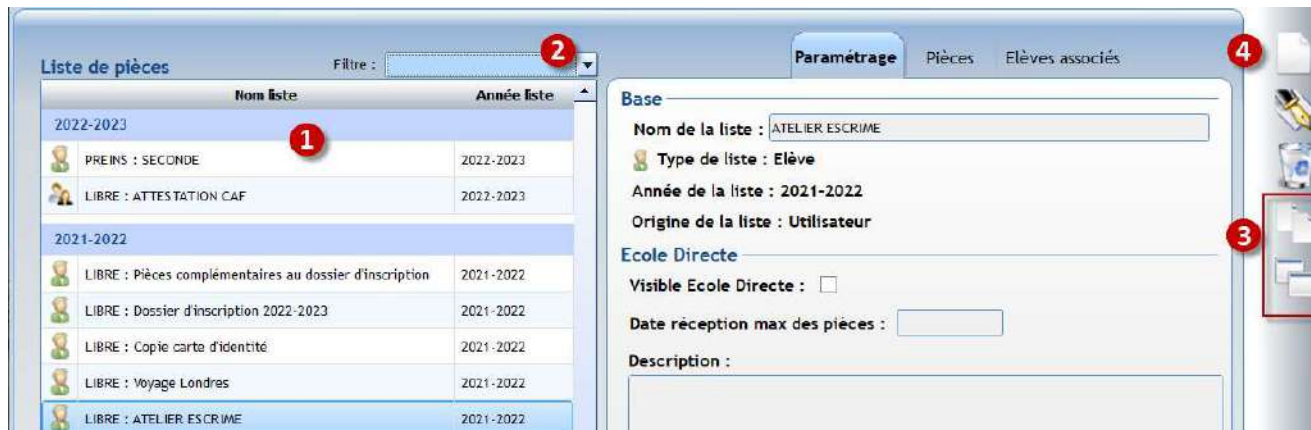 2
4
Liste de pièces Filtre :
Paramétrage Pièces Elèves associés
Nom liste Année liste
2022-2023
1
PREINS : SECONDE 2022-2023
LIBRE : ATTESTATION CAF 2022-2023
2021-2022
LIBRE : Pièces complémentaires au dossier d'inscription 2021-2022
LIBRE : Dossier d'inscription 2022-2023 2021-2022
LIBRE : Copie carte d'identité 2021-2022
LIBRE : Voyage Londres 2021-2022
LIBRE : ATELIER ESCRIME 2021-2022
Base
Nom de la liste : ATELIER ESCRIME
Type de liste : Elève
Année de la liste : 2021-2022
Origine de la liste : Utilisateur
3
Ecole Directe
Visible Ecole Directe :
Date réception max des pièces :
Description :